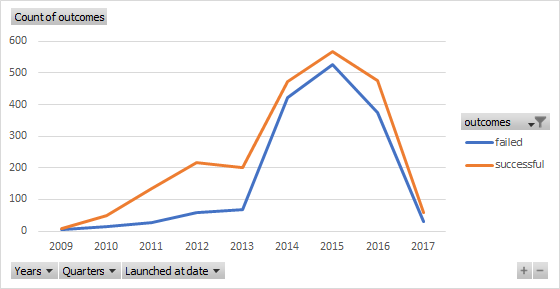 Count of outcomes
600
500
400
300
200
100
0
2009 2010 2011 2012 2013 2014 2015 2016 2017
outcomes
failed
successful
Years Quarters Launched at date
+ −